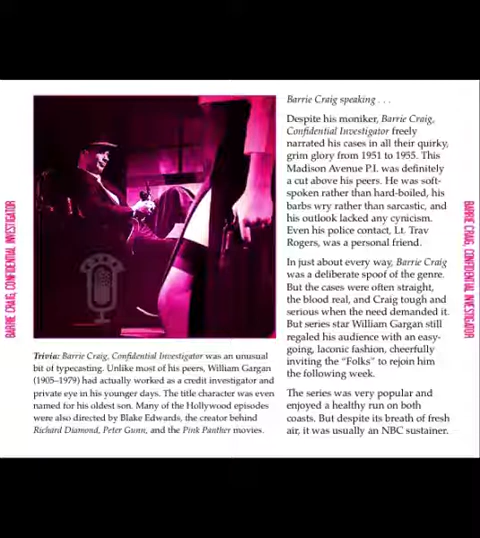 BARRIE CRAIG, CONFIDENTIAL INVESTIGATOR
Trivia: Barrie Craig, Confidential Investigator was an unusual
bit of typecasting. Unlike most of his peers, William Gargan
(1905–1979) had actually worked as a credit investigator and
private eye in his younger days. The title character was even
named for his oldest son. Many of the Hollywood episodes
were also directed by Blake Edwards, the creator behind
Richard Diamond, Peter Gunn, and the Pink Panther movies.
Barrie Craig speaking . . .
Despite his moniker, Barrie Craig,
Confidential Investigator freely
narrated his cases in all their quirky,
grim glory from 1951 to 1955. This
Madison Avenue P.I. was definitely
a cut above his peers. He was soft-
spoken rather than hard-boiled, his
barbs wry rather than sarcastic, and
his outlook lacked any cynicism.
Even his police contact, Lt. Trav
Rogers, was a personal friend.
In just about every way, Barrie Craig
was a deliberate spoof of the genre.
But the cases were often straight,
the blood real, and Craig tough and
serious when the need demanded it.
But series star William Gargan still
regaled his audience with an easy-
going, laconic fashion, cheerfully
inviting the “Folks” to rejoin him
the following week.
The series was very popular and
enjoyed a healthy run on both
coasts. But despite its breath of fresh
air, it was usually an NBC sustainer.
BARRIE CRAIG, CONFIDENTIAL INVESTIGATOR